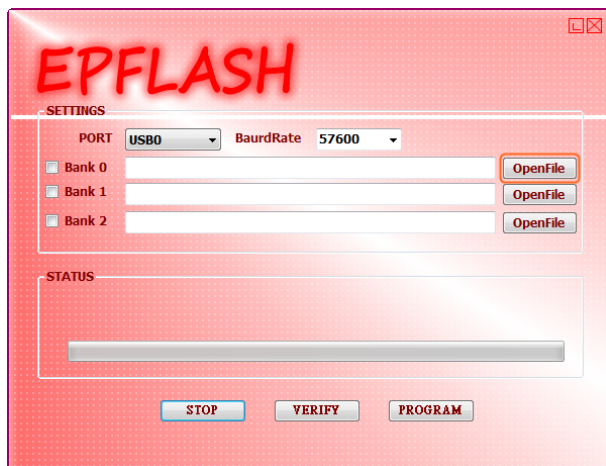 EPFLASH
SETTINGS
PORT USB0 BaurdRate 57600
Bank 0 OpenFile
Bank 1 OpenFile
Bank 2 OpenFile
STATUS
STOP VERIFY PROGRAM